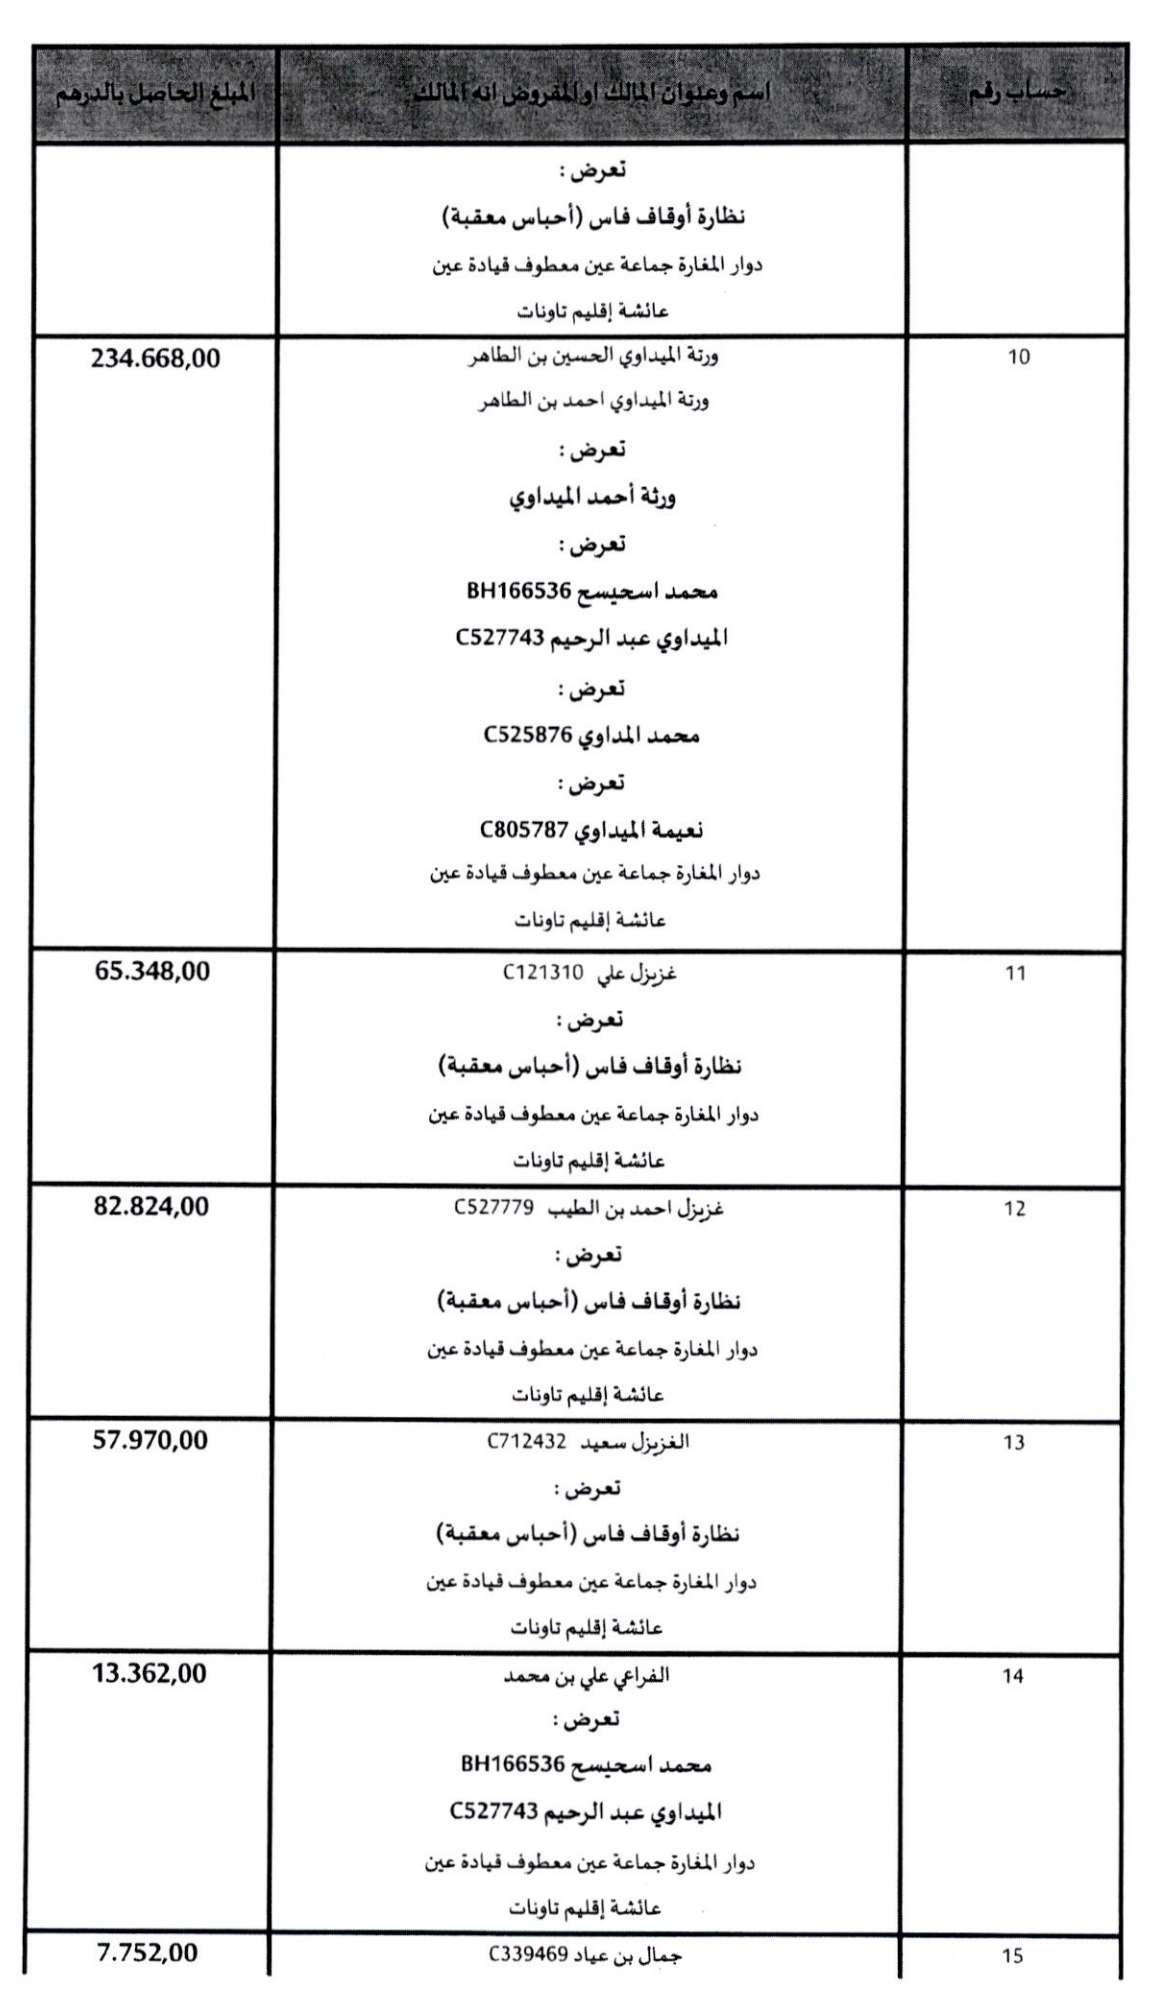 حساب رقم اسم وعنوان المالك او المفروض انه المالك المبلغ الحاصل بالدرهم
تعرض :
نظارة أوقاف فاس (أحباس معقبة)
دوار المغارة جماعة عين معطوف قيادة عين
عائشة إقليم تاونات
10 ورتة الميداوي الحسين بن الطاهر 234.668,00
ورتة الميداوي احمد بن الطاهر
تعرض :
ورثة أحمد الميداوي
تعرض :
محمد اسحيسح BH166536
الميداوي عبد الرحيم C527743
تعرض :
محمد المداوي C525876
تعرض :
نعيمة الميداوي C805787
دوار المغارة جماعة عين معطوف قيادة عين
عائشة إقليم تاونات
11 غزيزل علي C121310 65.348,00
تعرض :
نظارة أوقاف فاس (أحباس معقبة)
دوار المغارة جماعة عين معطوف قيادة عين
عائشة إقليم تاونات
12 غزيزل احمد بن الطيب C527779 82.824,00
تعرض :
نظارة أوقاف فاس (أحباس معقبة)
دوار المغارة جماعة عين معطوف قيادة عين
عائشة إقليم تاونات
13 الغزيزل سعيد C712432 57.970,00
تعرض :
نظارة أوقاف فاس (أحباس معقبة)
دوار المغارة جماعة عين معطوف قيادة عين
عائشة إقليم تاونات
14 الفراعي علي بن محمد 13.362,00
تعرض :
محمد اسحيسح BH166536
الميداوي عبد الرحيم C527743
دوار المغارة جماعة عين معطوف قيادة عين
عائشة إقليم تاونات
15 جمال بن عياد C339469 7.752,00